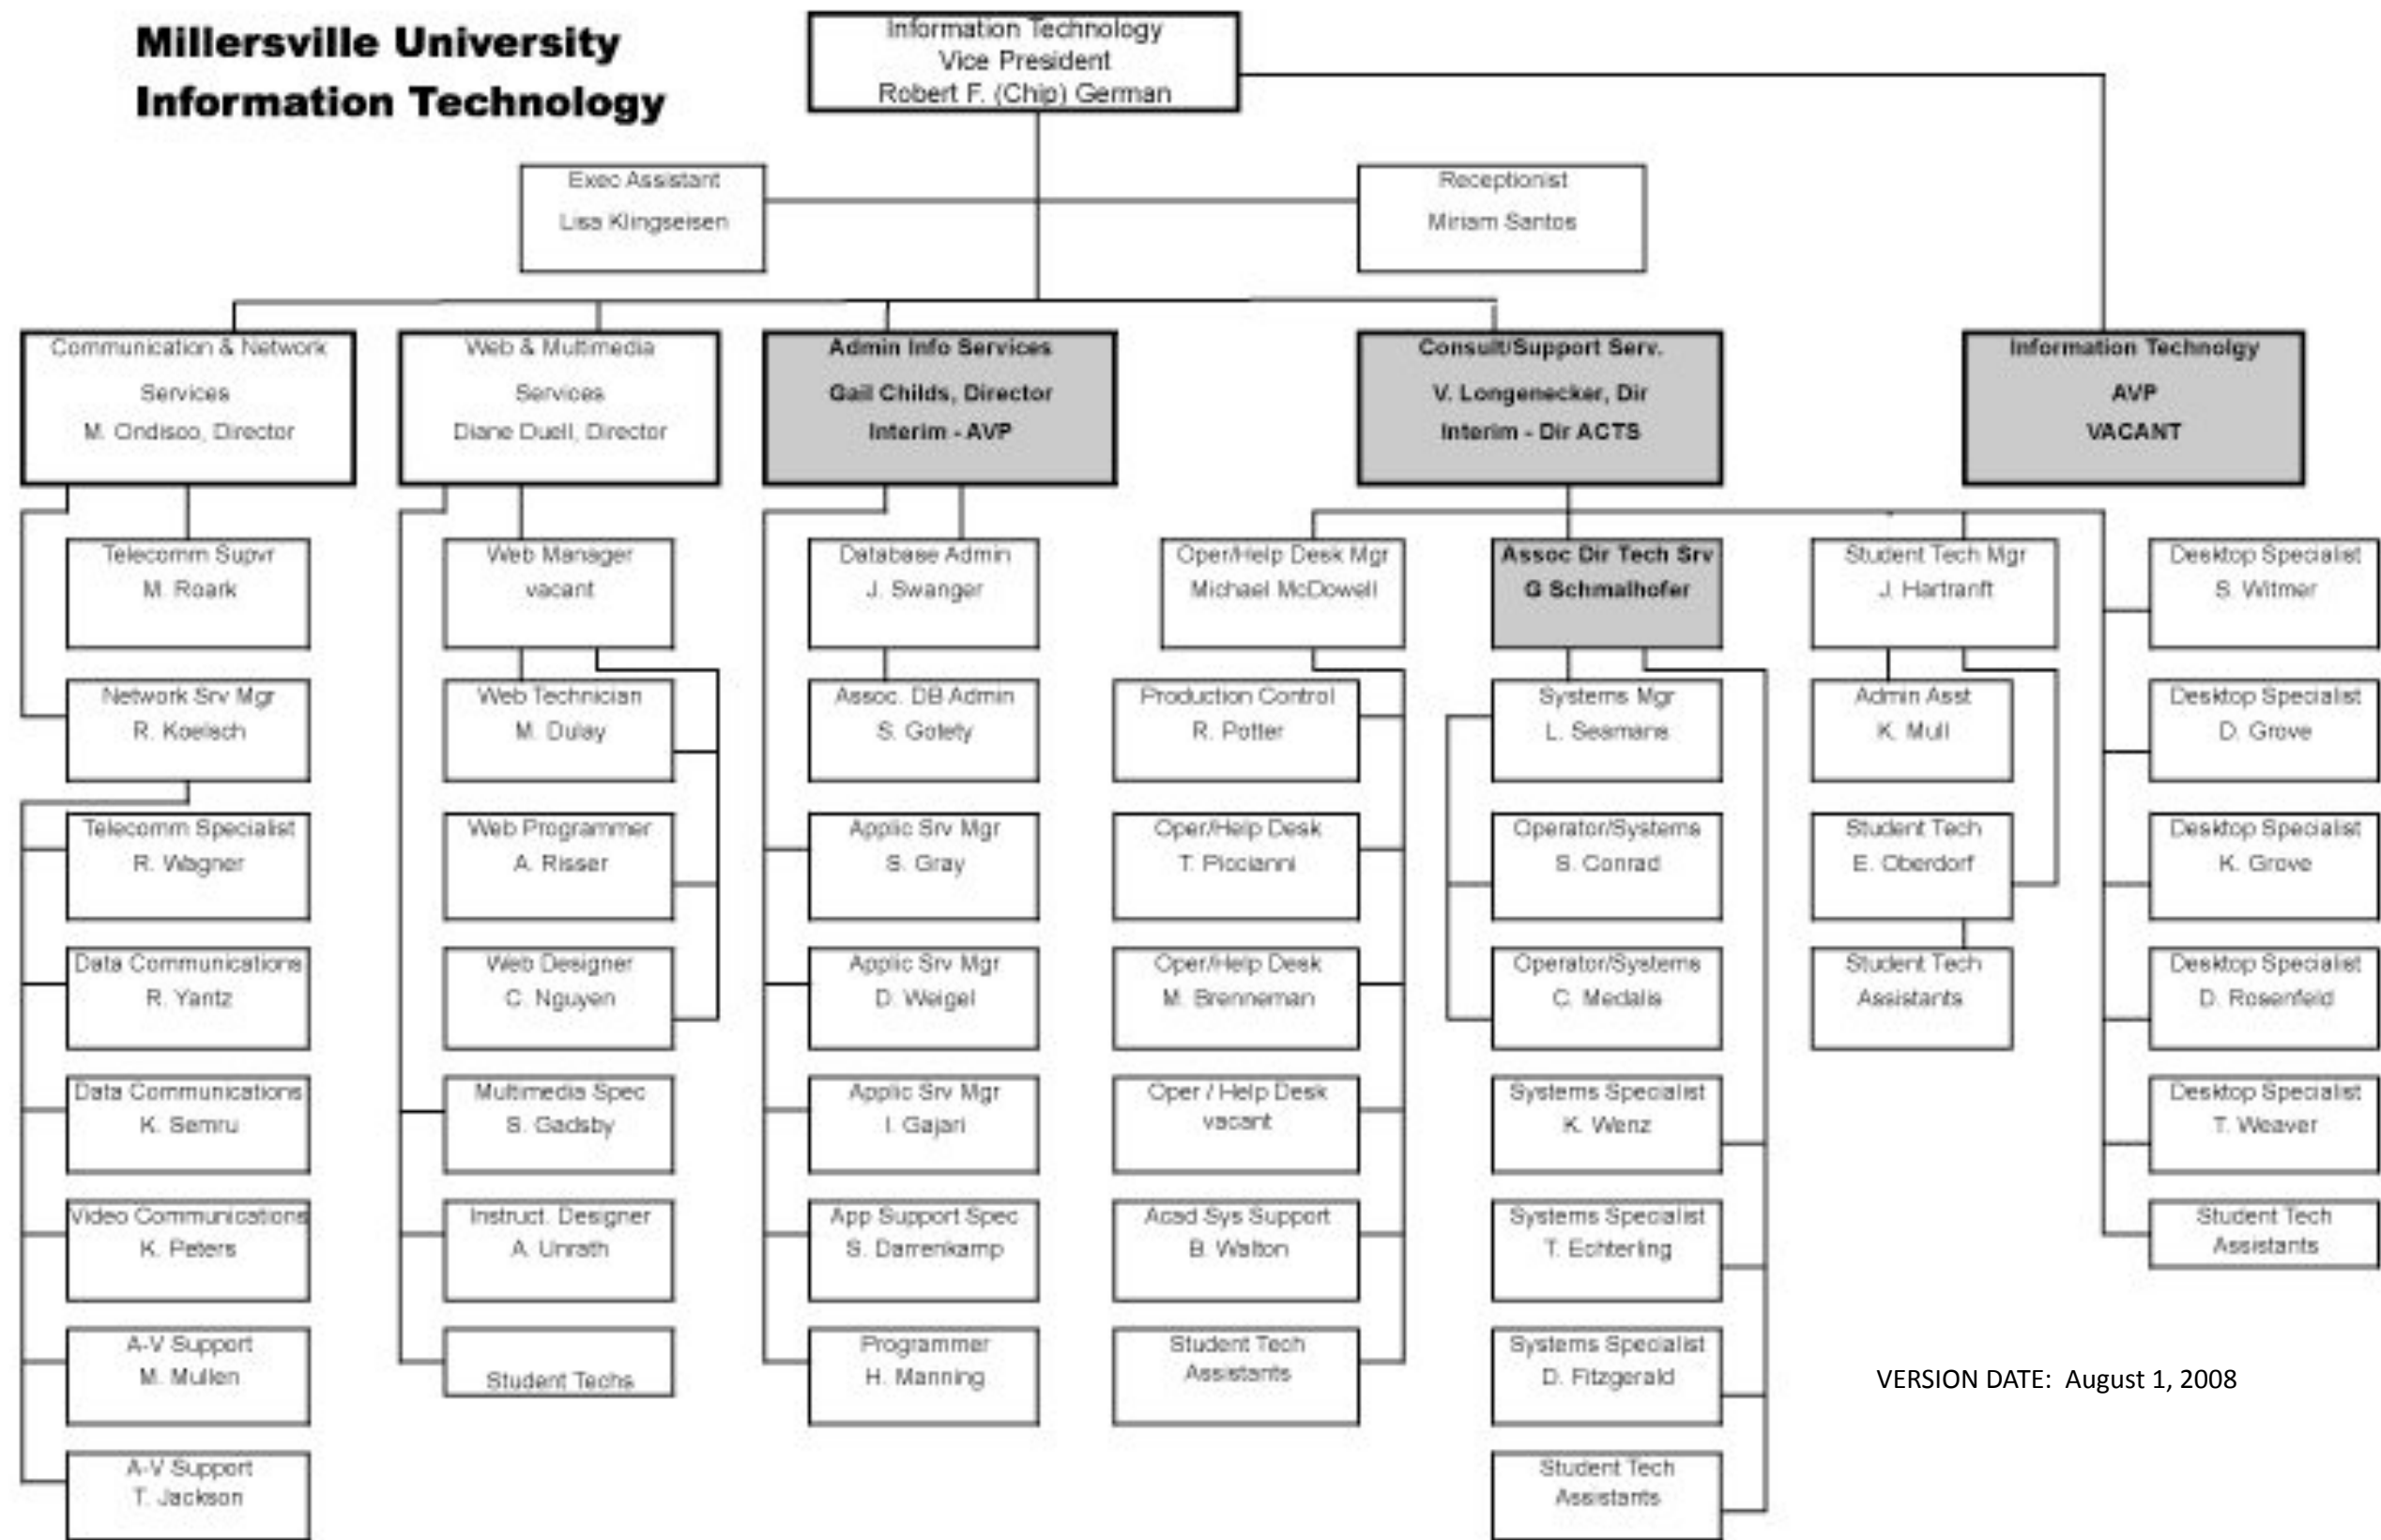 Millersville University
Information Technology
Information Technology
Vice President
Robert F. (Chip) German
Exec Assistant
Lisa Klingseisen
Receptionist
Miriam Santos
Communication & Network
Services
M. Ondisco, Director
Web & Multimedia
Services
Diane Duell, Director
Admin Info Services
Gail Childs, Director
Interim - AVP
Consult/Support Serv.
V. Longenecker, Dir
Interim - Dir ACTS
Information Technolgy
AVP
VACANT
Telecomm Supvr
M. Roark
Network Srv Mgr
R. Koelsch
Telecomm Specialist
R. Wagner
Data Communications
R. Yantz
Data Communications
K. Semru
Video Communications
K. Peters
A-V Support
M. Mullen
A-V Support
T. Jackson
Web Manager
vacant
Web Technician
M. Dulay
Web Programmer
A. Risser
Web Designer
C. Nguyen
Multimedia Spec
S. Gadsby
Instruct. Designer
A. Unrath
Student Techs
Database Admin
J. Swanger
Assoc. DB Admin
S. Gotety
Applic Srv Mgr
S. Gray
Applic Srv Mgr
D. Weigel
Applic Srv Mgr
I. Gajari
App Support Spec
S. Darrenkamp
Programmer
H. Manning
Oper/Help Desk Mgr
Michael McDowell
Production Control
R. Potter
Oper/Help Desk
T. Piccianni
Oper/Help Desk
M. Brenneman
Oper / Help Desk
vacant
Acad Sys Support
B. Walton
Student Tech
Assistants
Assoc Dir Tech Srv
G Schmalhofer
Systems Mgr
L. Seamans
Operator/Systems
S. Conrad
Operator/Systems
C. Medalis
Systems Specialist
K. Wenz
Systems Specialist
T. Echterling
Systems Specialist
D. Fitzgerald
Student Tech
Assistants
Student Tech Mgr
J. Hartranft
Admin Asst
K. Mull
Student Tech
E. Oberdorf
Student Tech
Assistants
Desktop Specialist
S. Witmer
Desktop Specialist
D. Grove
Desktop Specialist
K. Grove
Desktop Specialist
D. Rosenfeld
Desktop Specialist
T. Weaver
Student Tech
Assistants
VERSION DATE: August 1, 2008